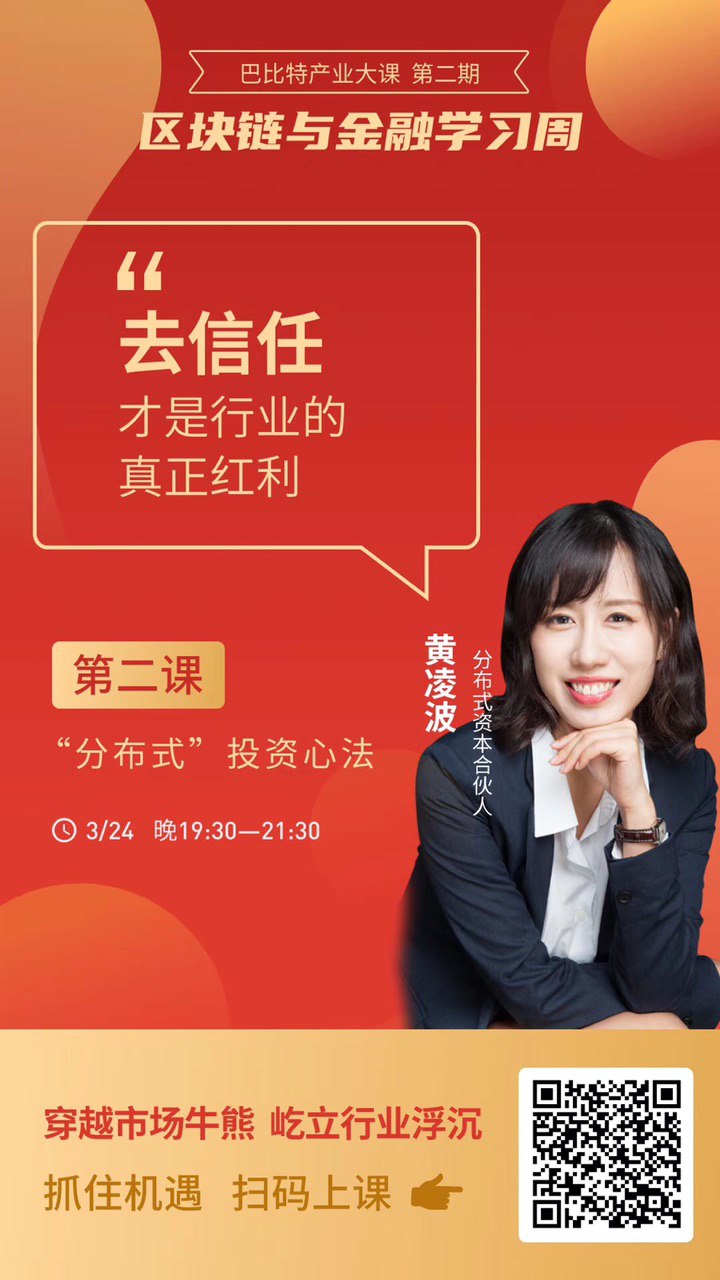 巴比特产业大课 第二期
区块链与金融学习周
“
去信任
才是行业的
真正红利
黄凌波
分布式资本合伙人
第二课
“分布式”投资心法
3/24 晚19:30—21:30
穿越市场牛熊 屹立行业浮沉
抓住机遇 扫码上课